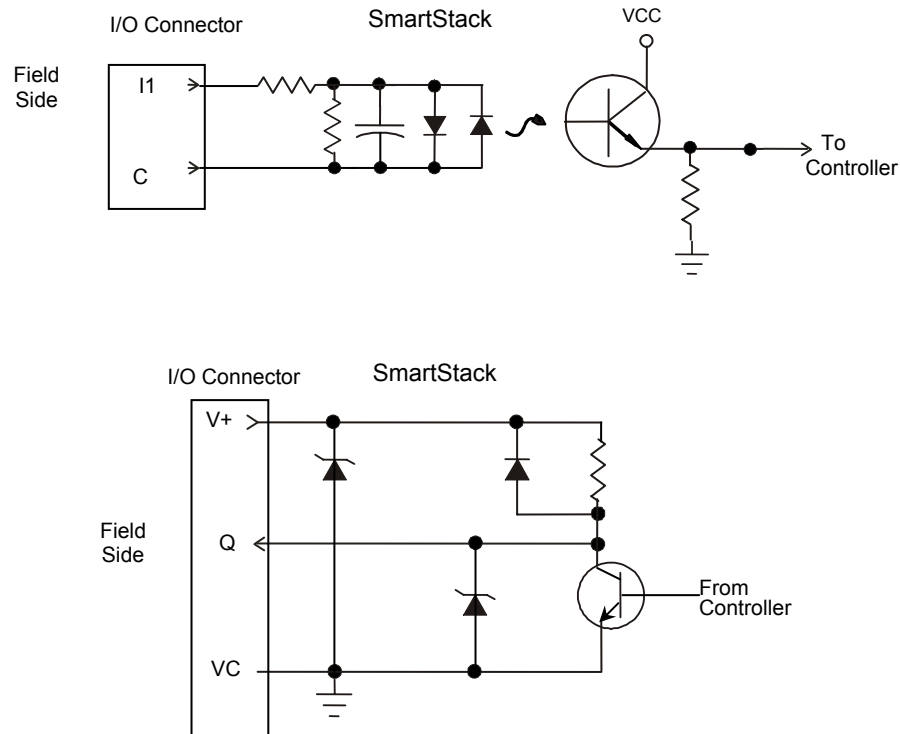 I/O Connector
SmartStack
VCC
Field
Side
I1
C
To
Controller
I/O Connector
SmartStack
V+
Field
Side
Q
From
Controller
VC